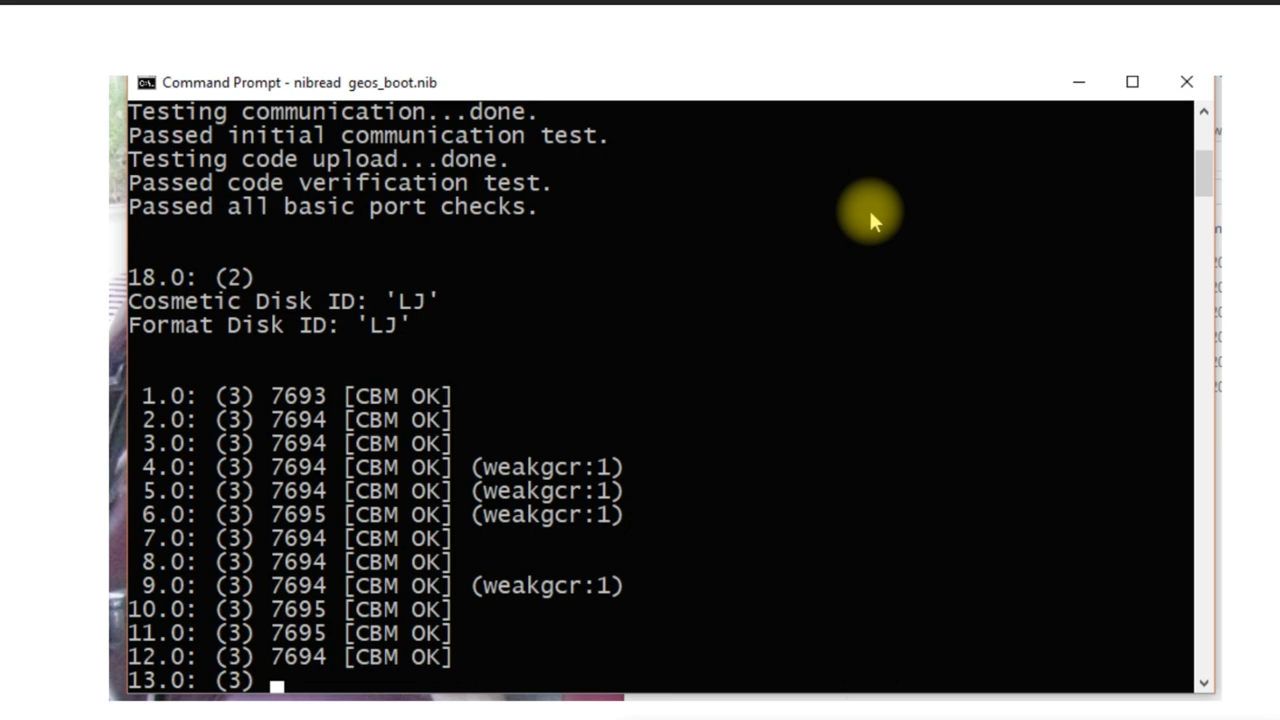 Command Prompt - nibread geos_boot.nib
Testing communication...done.
Passed initial communication test.
Testing code upload...done.
Passed code verification test.
Passed all basic port checks.
18.0: (2)
Cosmetic Disk ID: 'LJ'
Format Disk ID: 'LJ'
1.0: (3) 7693 [CBM OK]
2.0: (3) 7694 [CBM OK]
3.0: (3) 7694 [CBM OK]
4.0: (3) 7694 [CBM OK] (weakgcr:1)
5.0: (3) 7694 [CBM OK] (weakgcr:1)
6.0: (3) 7695 [CBM OK] (weakgcr:1)
7.0: (3) 7694 [CBM OK]
8.0: (3) 7694 [CBM OK]
9.0: (3) 7694 [CBM OK] (weakgcr:1)
10.0: (3) 7695 [CBM OK]
11.0: (3) 7695 [CBM OK]
12.0: (3) 7694 [CBM OK]
13.0: (3)